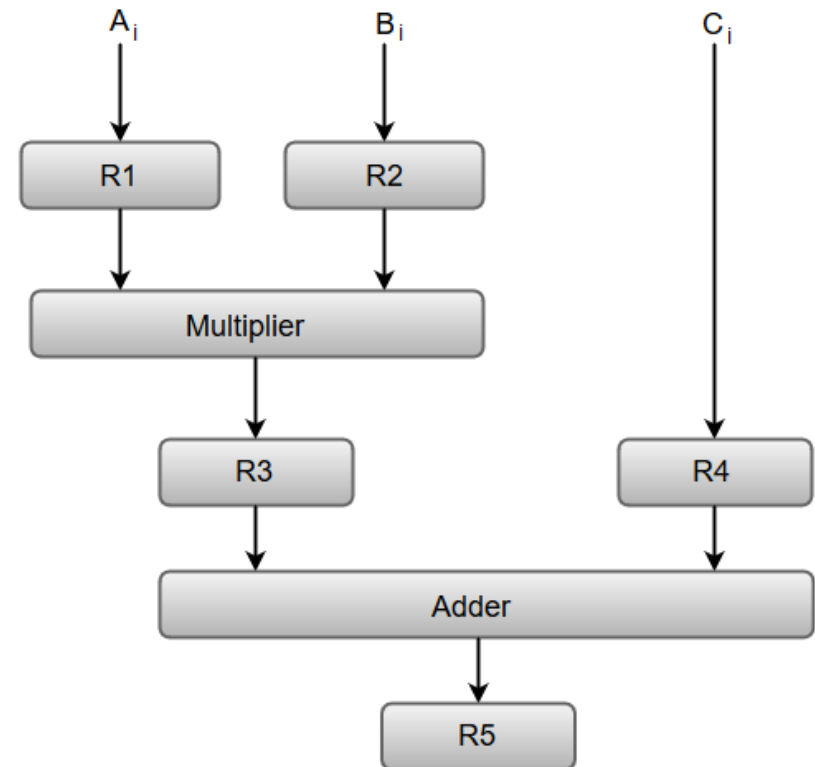 Ai Bi Ci
R1 R2
Multiplier
R3 R4
Adder
R5